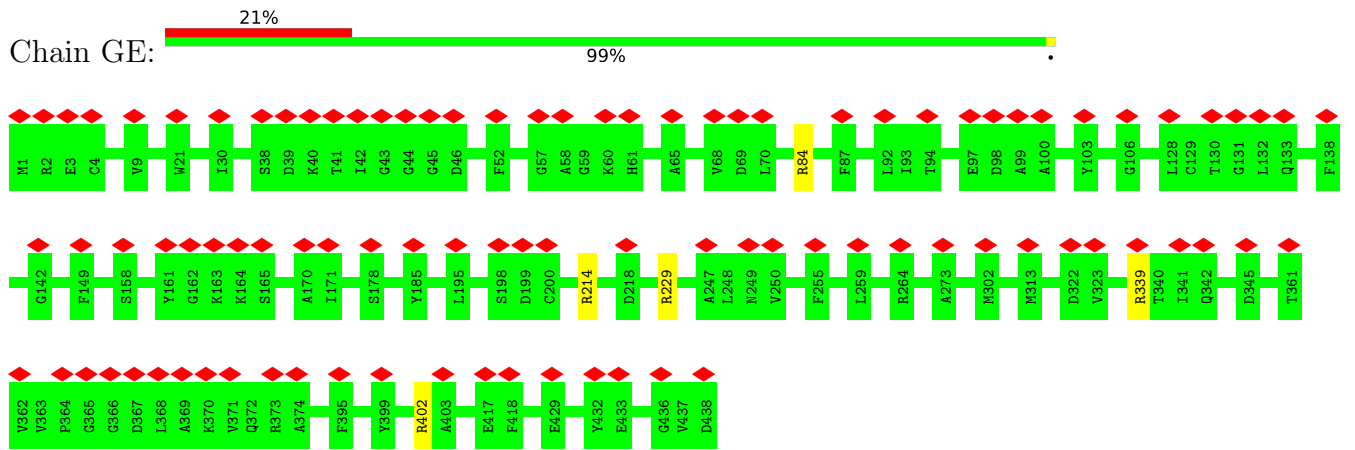 21%
Chain GE:
99%
.
M1 R2 E3 C4 V9 W21 I30 S38 D39 K40 T41 I42 G43 G44 G45 D46 F52 G57 A58 G59 K60 H61 A65 V68 D69 L70 R84 F87 L92 I93 T94 E97 D98 A99 A100 Y103 G106 L128 C129 T130 G131 L132 Q133 F138
G142 F149 S158 Y161 G162 K163 K164 S165 A170 I171 S178 Y185 L195 S198 D199 C200 R214 D218 R229 A247 L248 N249 V250 F255 L259 R264 A273 M302 M313 D322 V323 R339 T340 I341 Q342 D345 T361
V362 V363 P364 G365 G366 D367 L368 A369 K370 V371 Q372 R373 A374 F395 Y399 R402 A403 E417 F418 E429 Y432 E433 G436 V437 D438